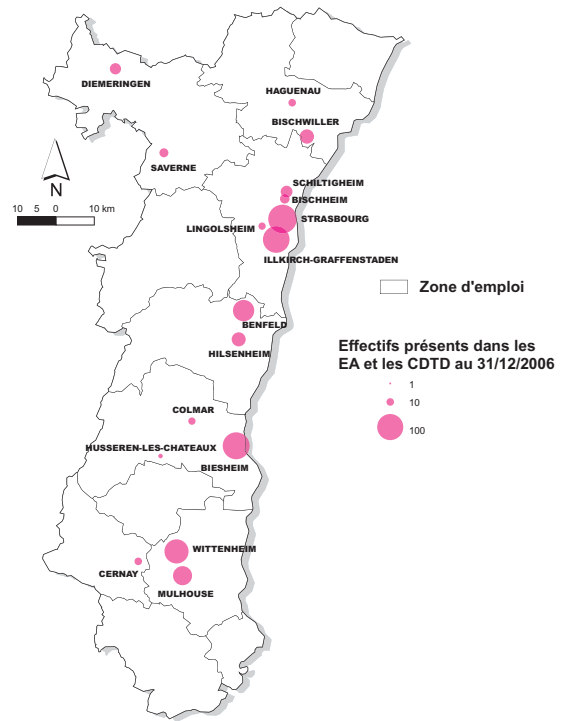 DIEMERINGEN
HAGUENAU
BISCHWILLER
SAVERNE
N
10 5 0 10 km
SCHILTIGHEIM
BISCHHEIM
STRASBOURG
LINGOLSHEIM
ILLKIRCH-GRAFFENSTADEN
Zone d'emploi
BENFELD
HILSENHEIM
Effectifs présents dans les
EA et les CDTD au 31/12/2006
1
10
100
COLMAR
HUSSEREN-LES-CHATEAUX
BIESHEIM
WITTENHEIM
CERNAY
MULHOUSE